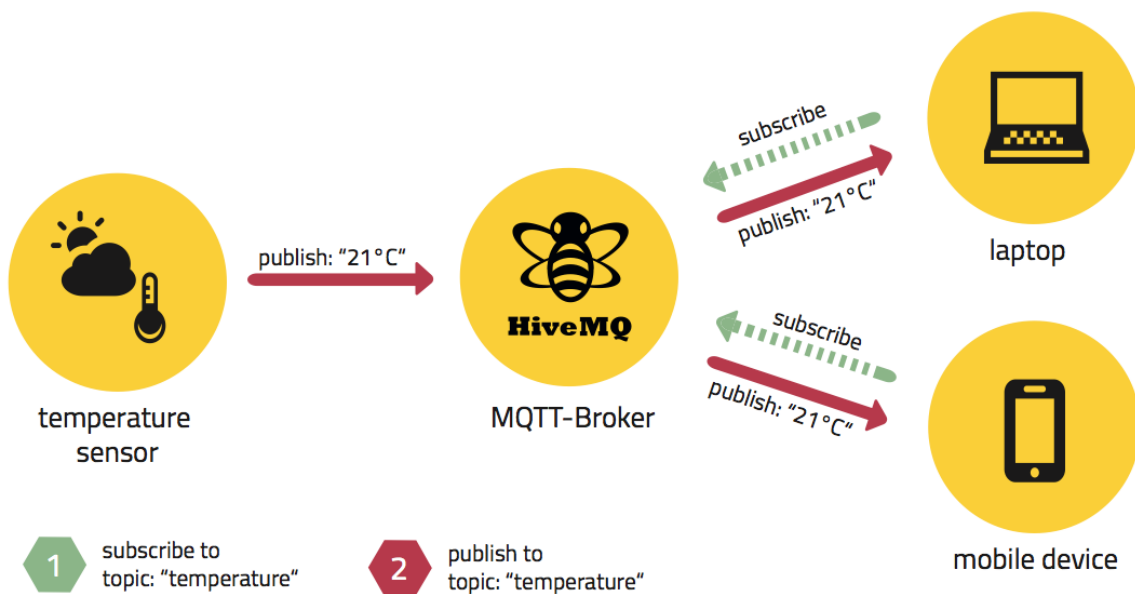 subscribe
publish: “21°C“
laptop
publish: “21°C“
HiveMQ
temperature
sensor
MQTT-Broker
subscribe
publish: “21°C“
mobile device
1
subscribe to
topic: “temperature“
2
publish to
topic: “temperature“